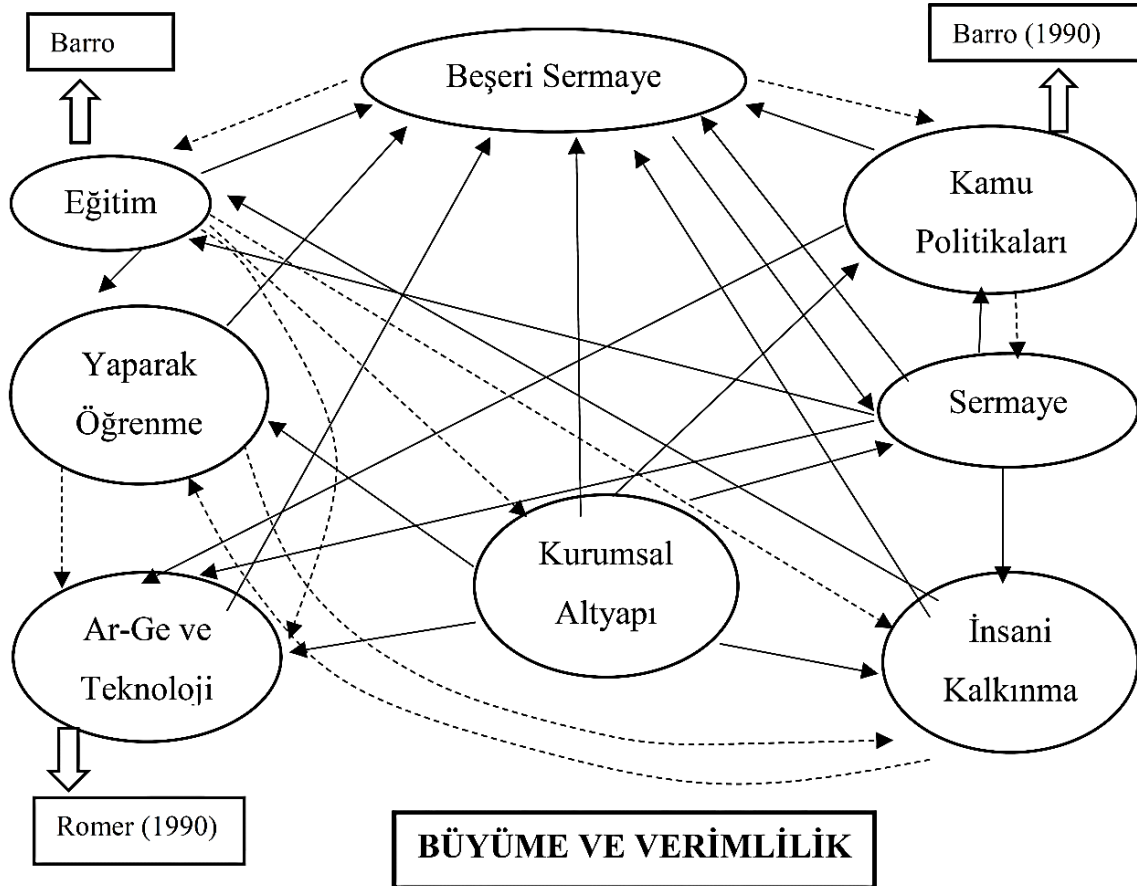 Barro
Barro (1990)
Beşeri Sermaye
Eğitim
Kamu
Politikaları
Yaparak
Öğrenme
Sermaye
Kurumsal
Altyapı
Ar-Ge ve
Teknoloji
İnsani
Kalkınma
Romer (1990)
BÜYÜME VE VERİMLİLİK